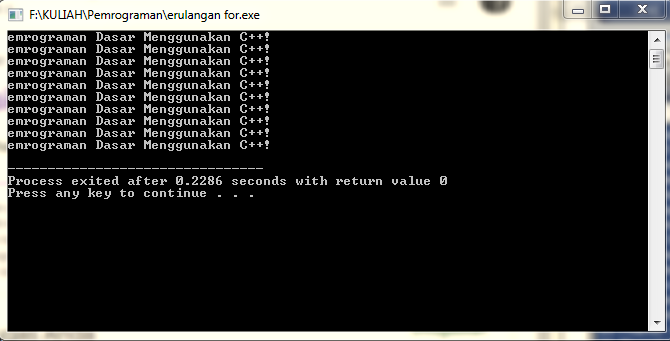 F:\KULIAH\Pemrograman\erulangan for.exe
emrograman Dasar Menggunakan C++!
emrograman Dasar Menggunakan C++!
emrograman Dasar Menggunakan C++!
emrograman Dasar Menggunakan C++!
emrograman Dasar Menggunakan C++!
emrograman Dasar Menggunakan C++!
emrograman Dasar Menggunakan C++!
emrograman Dasar Menggunakan C++!
emrograman Dasar Menggunakan C++!
emrograman Dasar Menggunakan C++!
--------------------------------
Process exited after 0.2286 seconds with return value 0
Press any key to continue . . .